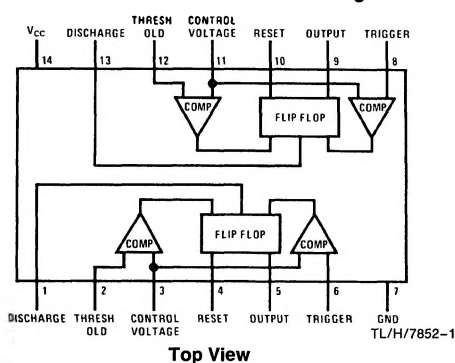 THRESH CONTROL
VCC DISCHARGE OLD VOLTAGE RESET OUTPUT TRIGGER
14 13 12 11 10 9 8
COMP COMP
FLIP FLOP
FLIP FLOP
COMP COMP
1 2 3 4 5 6 7
DISCHARGE THRESH CONTROL RESET OUTPUT TRIGGER GND
OLD VOLTAGE TL/H/7852-1
Top View